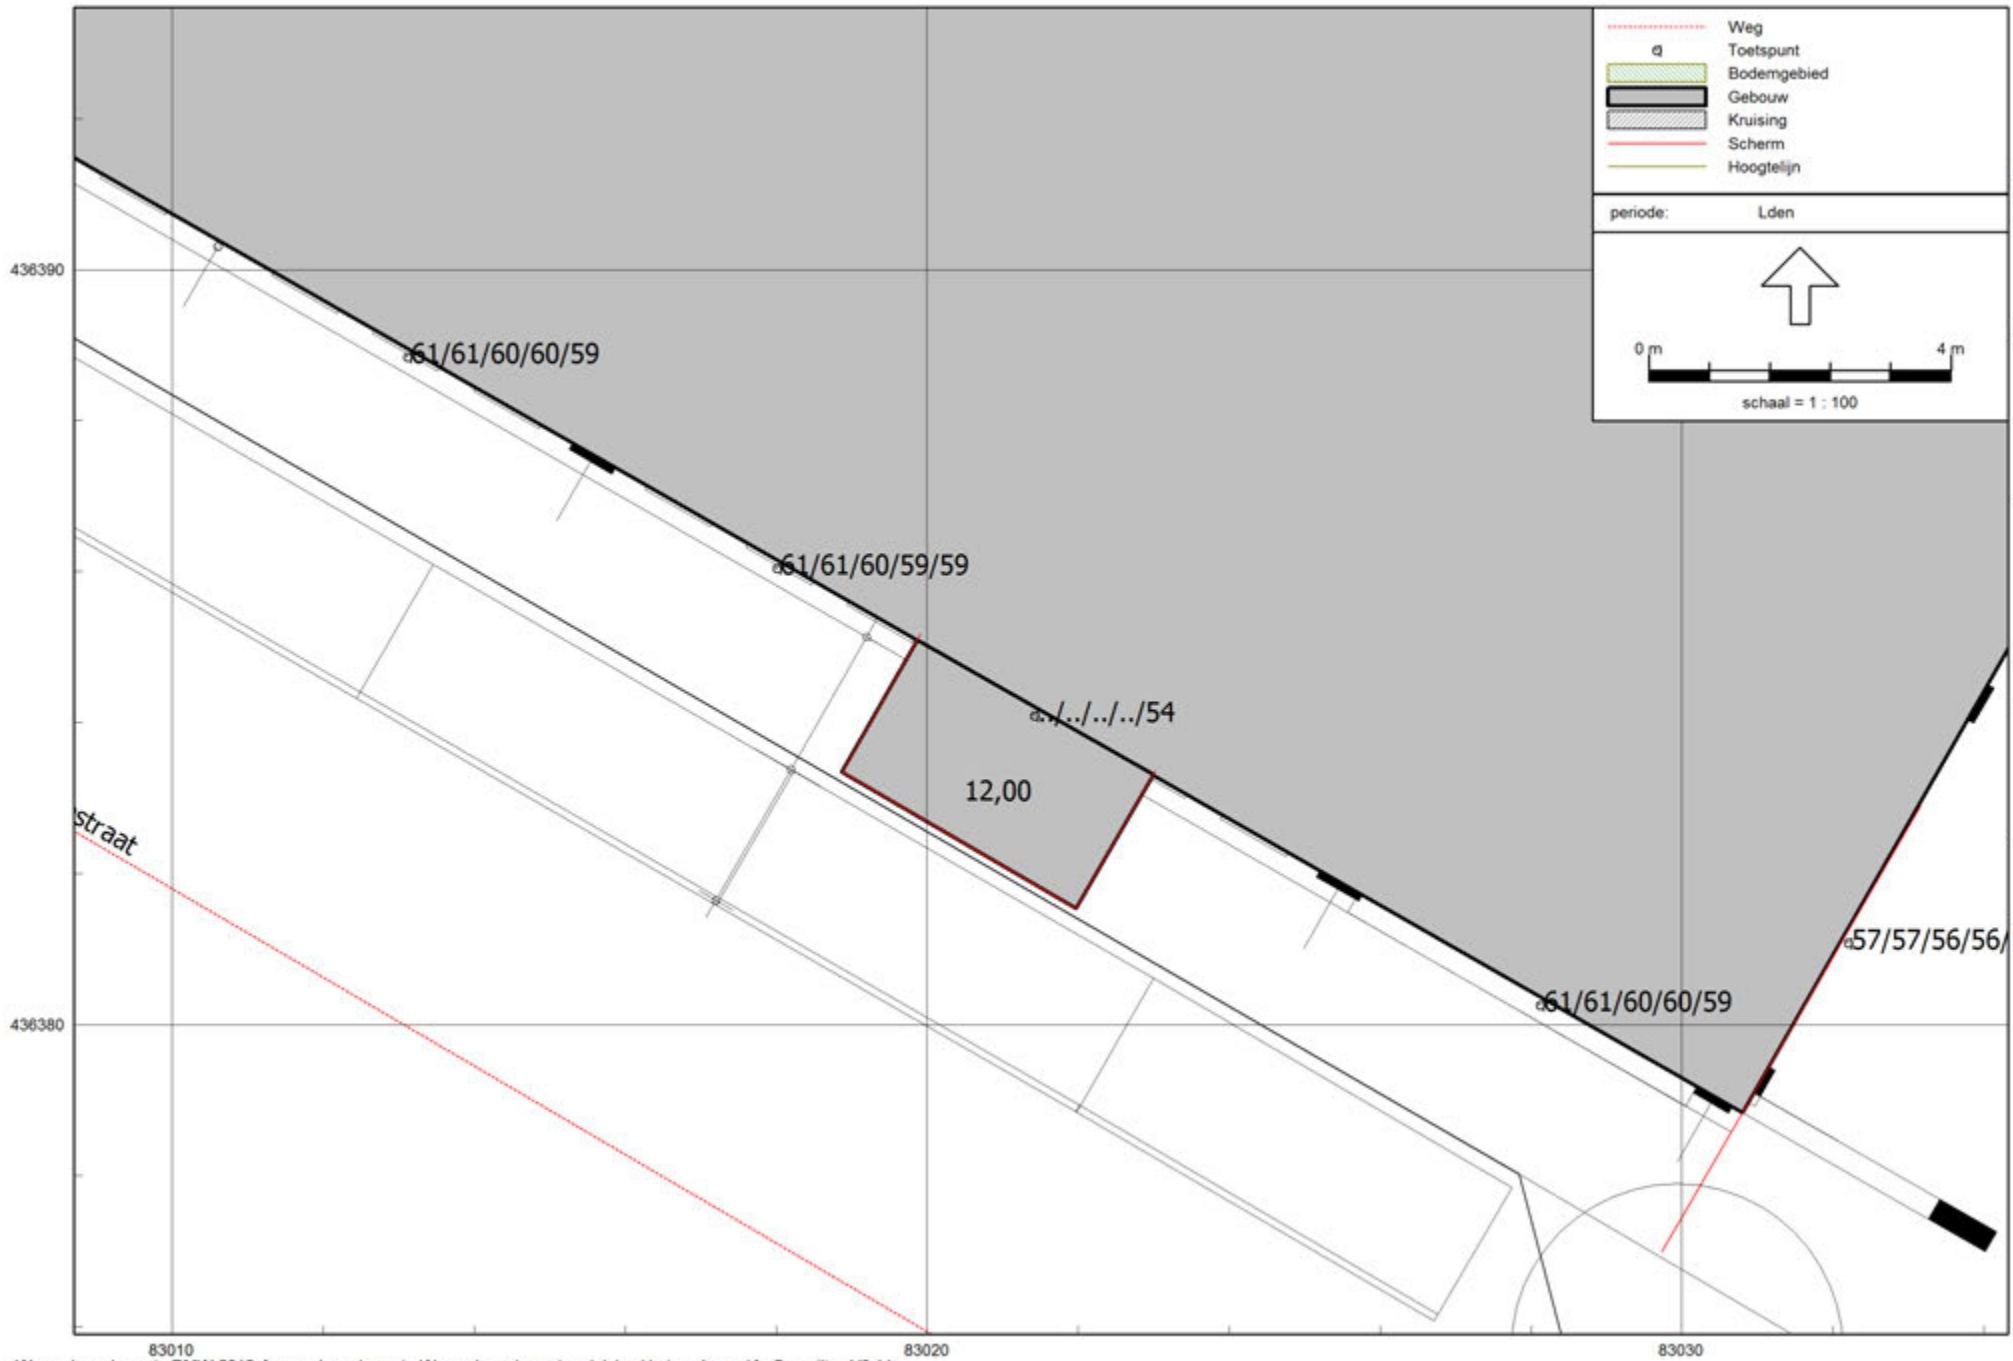 Weg
Toetspunt
Bodemgebied
Gebouw
Kruising
Scherm
Hoogtelijn
periode: Lden
0 m 4 m
schaal = 1 : 100
436390
61/61/60/60/59
61/61/60/59/59
../../../../54
12,00
straat
57/57/56/56/
61/61/60/60/59
436380
83010 83020 83030